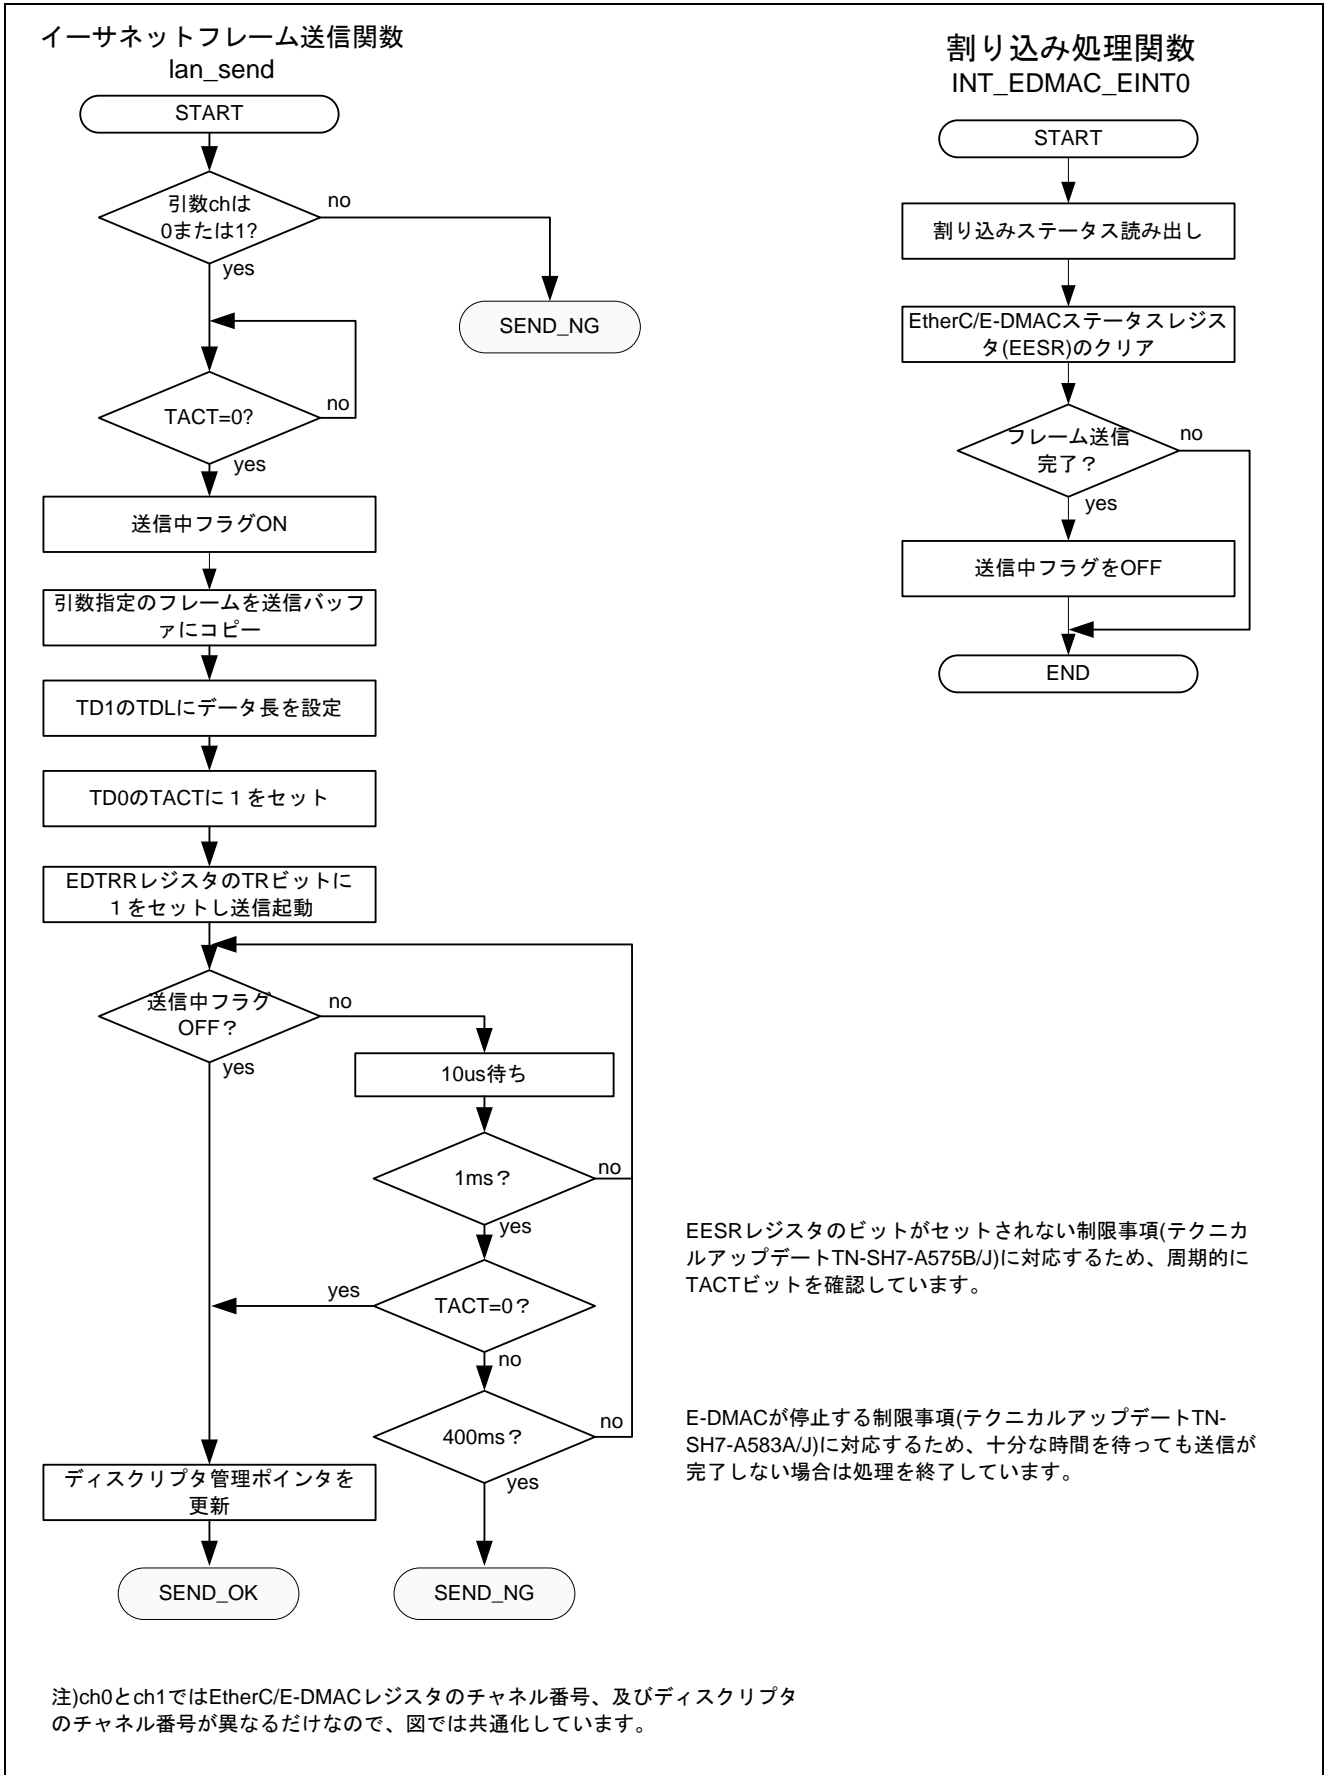 イーサネットフレーム送信関数
lan_send
START
引数chは
0または1?
no
yes
SEND_NG
TACT=0?
no
yes
送信中フラグON
引数指定のフレームを送信バッフ
ァにコピー
TD1のTDLにデータ長を設定
TD0のTACTに１をセット
EDTRRレジスタのTRビットに
１をセットし送信起動
送信中フラグ
OFF？
no
yes
10us待ち
1ms？
no
yes
TACT=0？
yes
no
400ms？
no
yes
ディスクリプタ管理ポインタを
更新
SEND_OK
SEND_NG
割り込み処理関数
INT_EDMAC_EINT0
START
割り込みステータス読み出し
EtherC/E-DMACステータスレジス
タ(EESR)のクリア
フレーム送信
完了？
no
yes
送信中フラグをOFF
END
EESRレジスタのビットがセットされない制限事項(テクニカ
ルアップデートTN-SH7-A575B/J)に対応するため、周期的に
TACTビットを確認しています。
E-DMACが停止する制限事項(テクニカルアップデートTN-
SH7-A583A/J)に対応するため、十分な時間を待っても送信が
完了しない場合は処理を終了しています。
注)ch0とch1ではEtherC/E-DMACレジスタのチャネル番号、及びディスクリプタ
のチャネル番号が異なるだけなので、図では共通化しています。